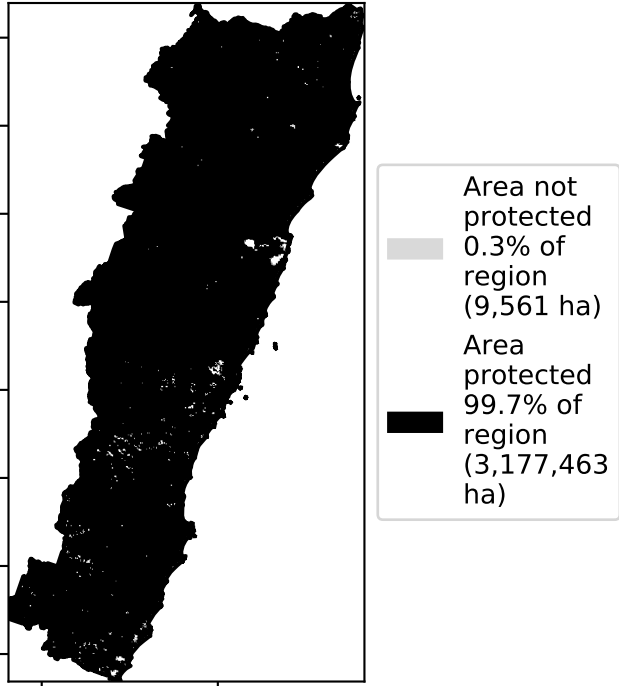 Area not
protected
0.3% of
region
(9,561 ha)
Area
protected
99.7% of
region
(3,177,463
ha)